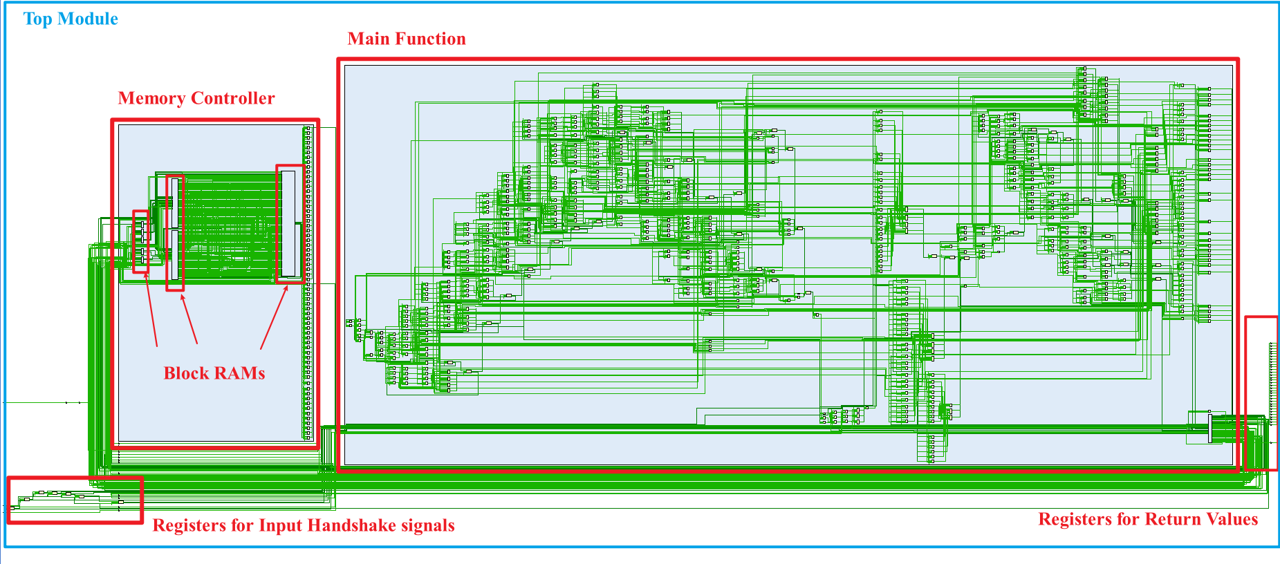 Top Module
Main Function
Memory Controller
Block RAMs
Registers for Input Handshake signals
Registers for Return Values